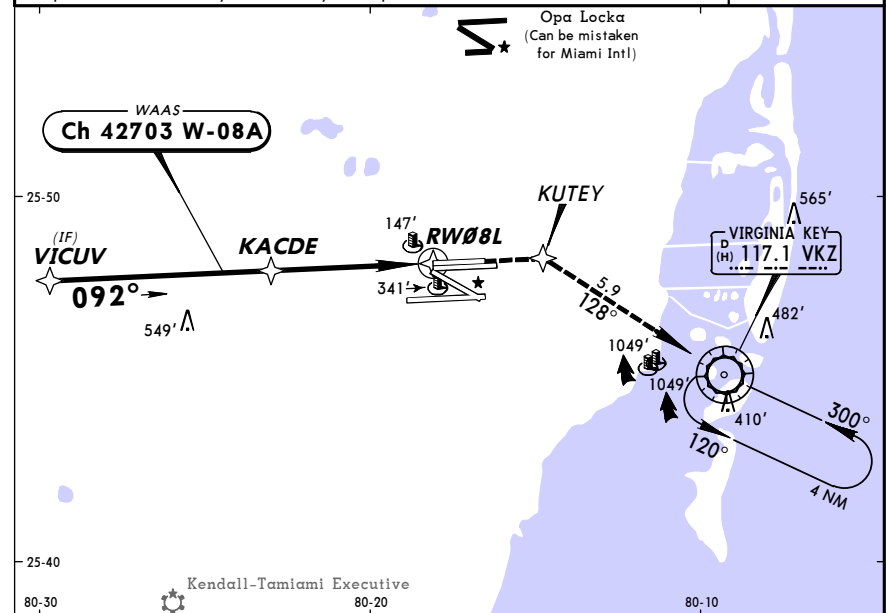 Opa Locka
(Can be mistaken
for Miami Intl)
WAAS
Ch 42703 W-08A
25-50
(IF)
VICUV
KACDE
147'
RWØ8L
KUTEY
565'
VIRGINIA KEY
D
(H) 117.1 VKZ
092°
549'
341'
5.9
128°
482'
1049'
1049'
410'
300°
120°
4 NM
25-40
Kendall-Tamiami Executive
80-30
80-20
80-10